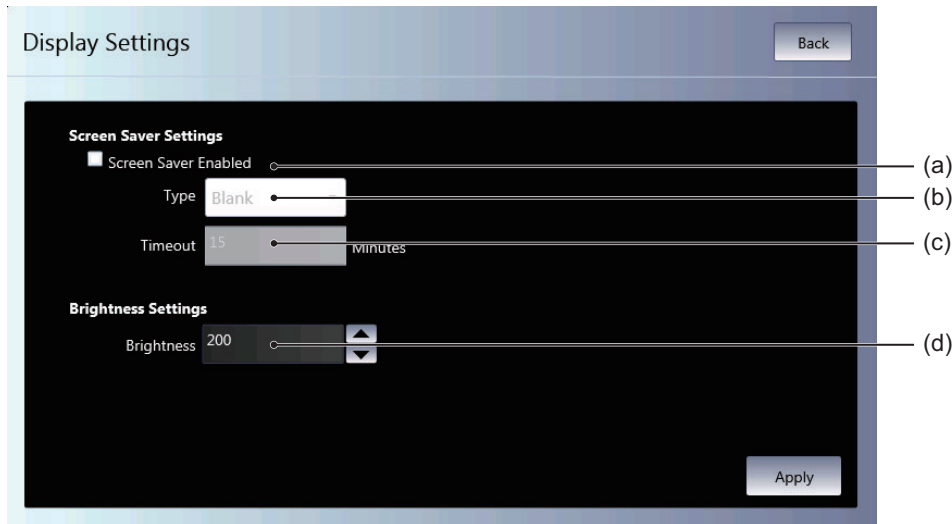 Display Settings
Back
Screen Saver Settings
Screen Saver Enabled
(a)
Type Blank
(b)
Timeout 15 Minutes
(c)
Brightness Settings
Brightness 200
(d)
Apply